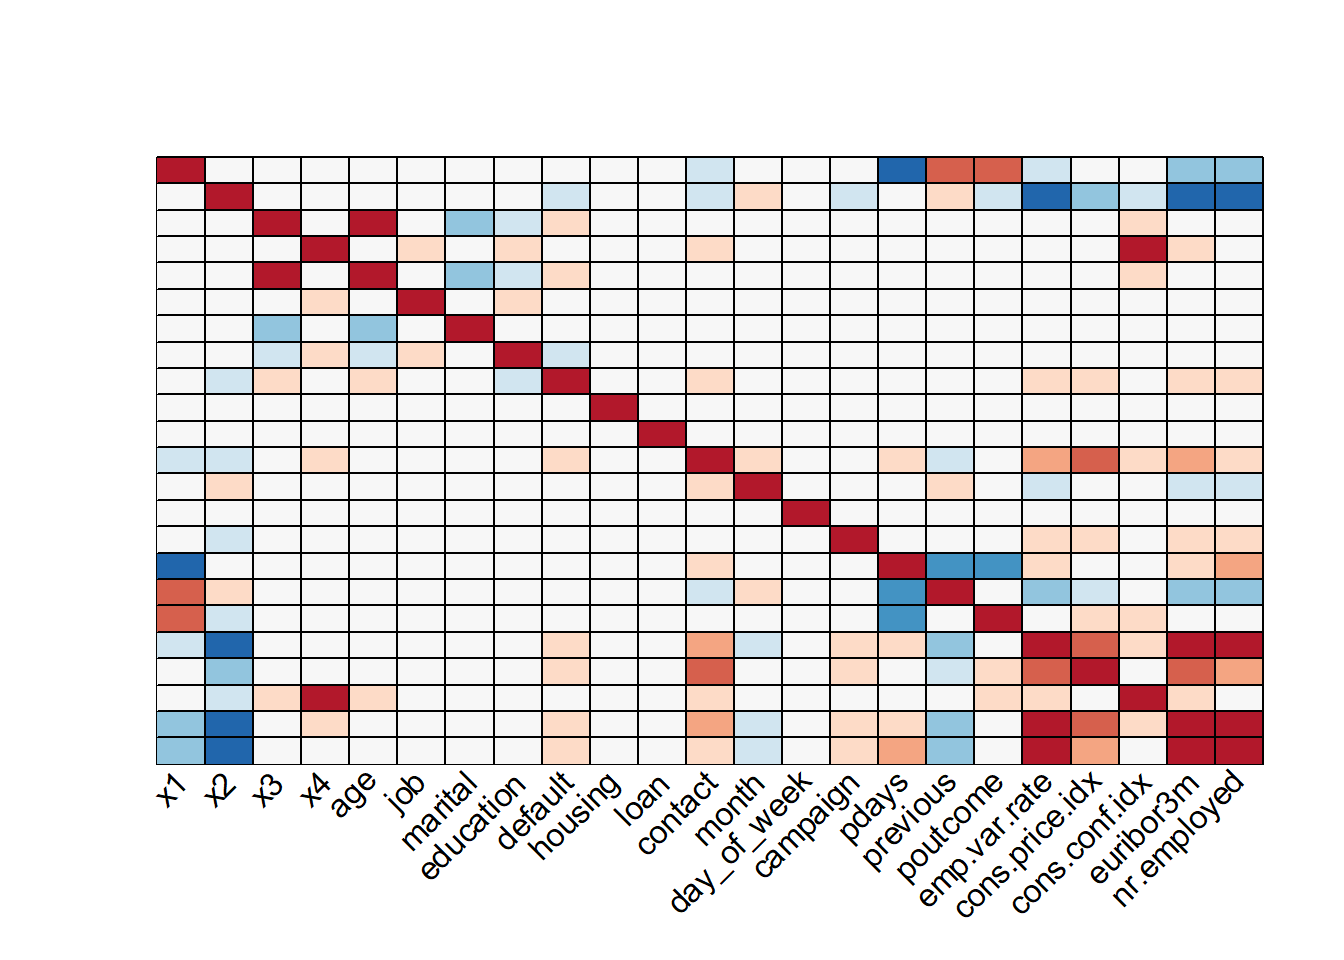 x1
x2
x3
x4
age
job
marital
education
default
housing
loan
contact
month
day_of_week
campaign
pdays
previous
poutcome
emp.var.rate
cons.price.idx
cons.conf.idx
euribor3m
nr.employed